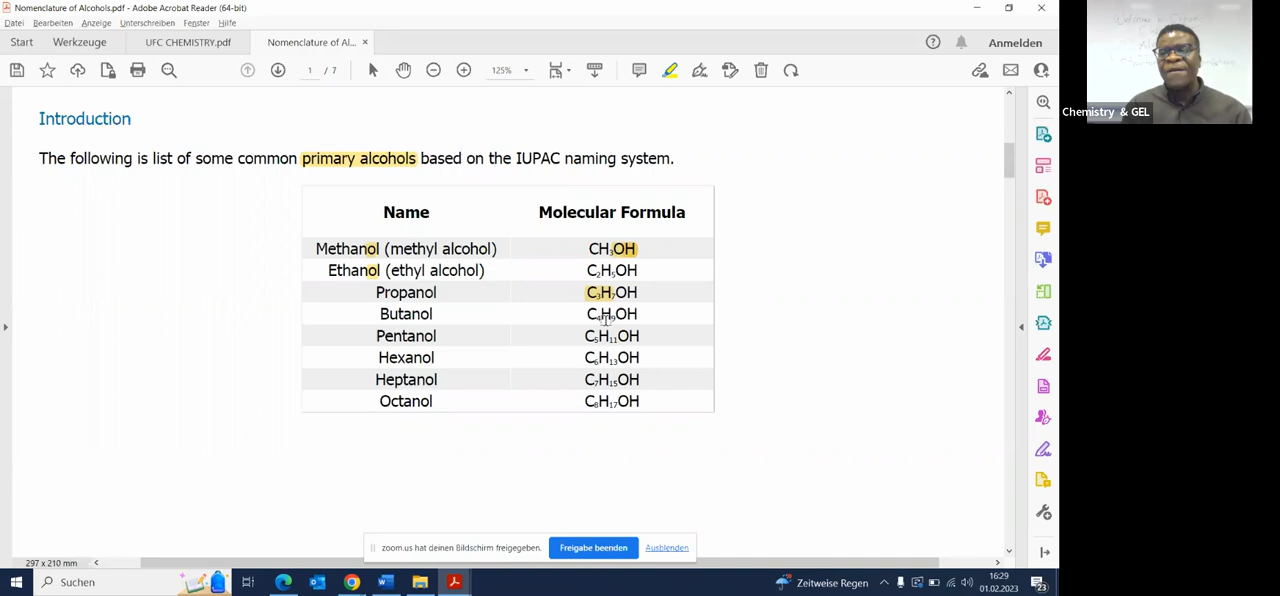 Nomenclature of Alcohols.pdf - Adobe Acrobat Reader (64-bit)
Datei Bearbeiten Anzeige Unterschreiben Fenster Hilfe
Start Werkzeuge UFC CHEMISTRY.pdf Nomenclature of Al... × Anmelden
1 / 7 125%
Chemistry & GEL
Introduction
The following is list of some common primary alcohols based on the IUPAC naming system.
Name Molecular Formula
Methanol (methyl alcohol) CH₃OH
Ethanol (ethyl alcohol) C₂H₅OH
Propanol C₃H₇OH
Butanol C₄H₉OH
Pentanol C₅H₁₁OH
Hexanol C₆H₁₃OH
Heptanol C₇H₁₅OH
Octanol C₈H₁₇OH
zoom.us hat deinen Bildschirm freigegeben. Freigabe beenden Ausblenden
297 x 210 mm
Suchen Zeitweise Regen 16:29
01.02.2023 23